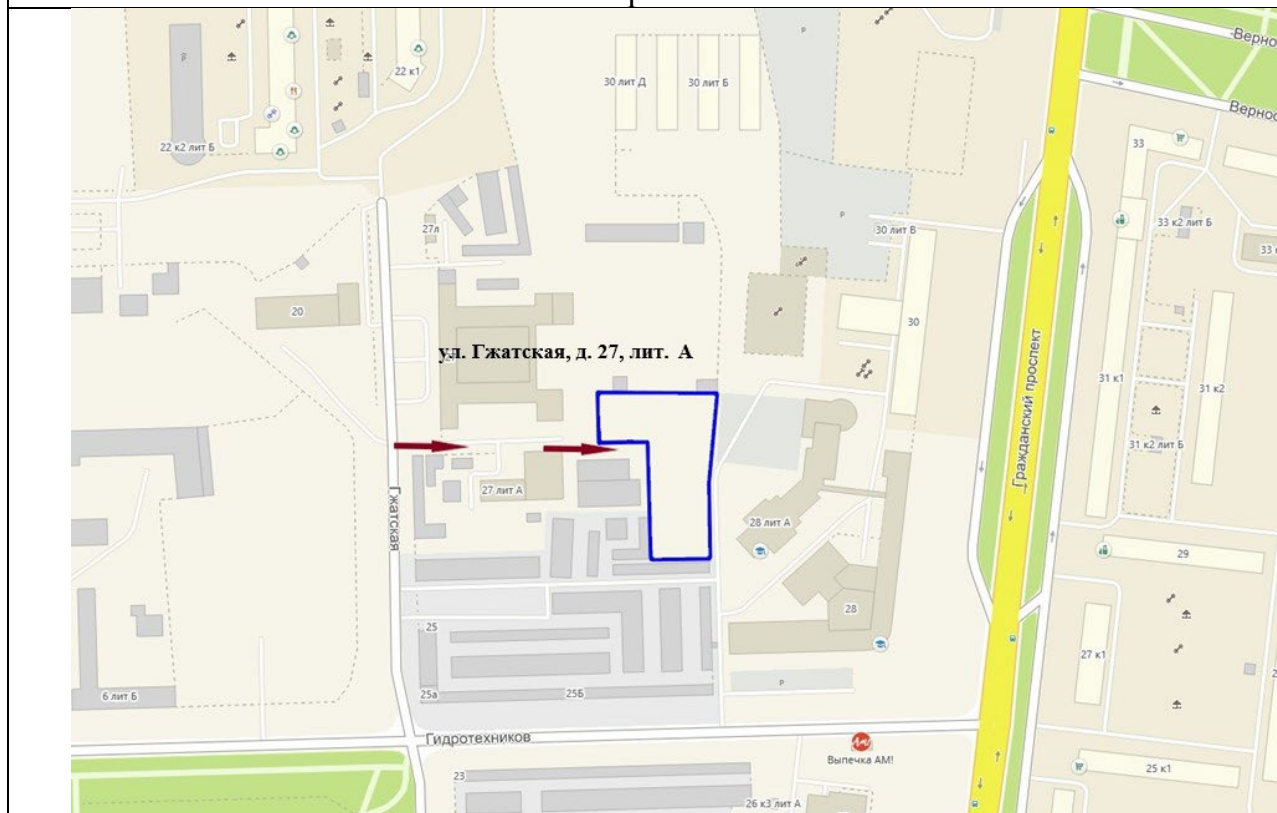 Верно
Верно
22 к1
22 к2 лит Б
P
P
30 лит Д
30 лит Б
33
33 к2 лит Б
33
27л
P
30 лит В
20
30
ул. Гжатская, д. 27, лит. А
Гражданский проспект
31 к1
31 к2
31 к2 лит Б
27 лит А
Гжатская
28 лит А
29
28
25
27 к1
6 лит Б
25а
25Б
P
Гидротехников
Выпечка АМ!
23
25 к1
26 к3 лит А